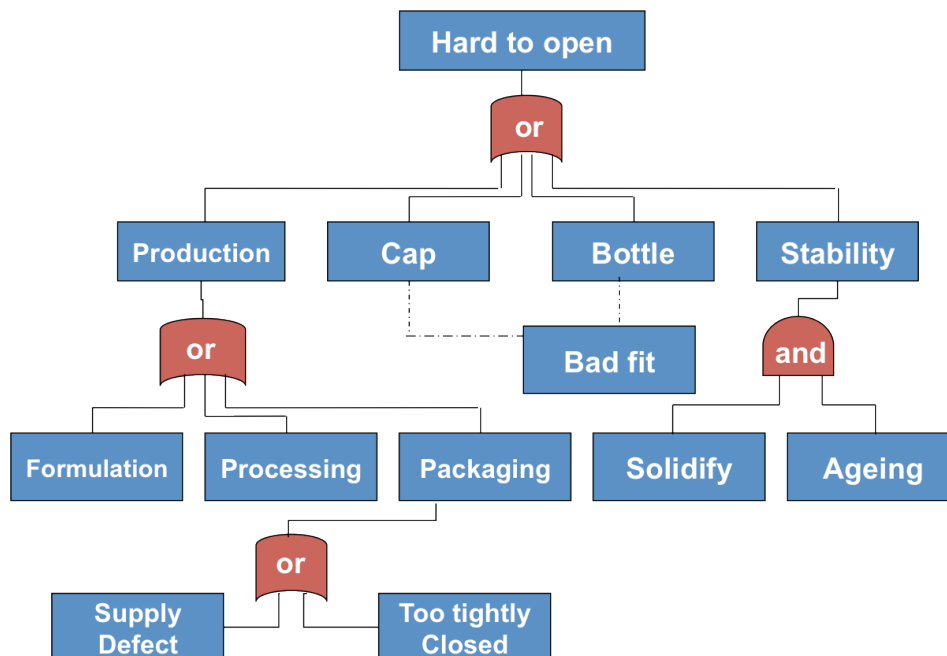 Hard to open
or
Production
Cap
Bottle
Stability
or
Bad fit
and
Formulation
Processing
Packaging
Solidify
Ageing
or
Supply
Defect
Too tightly
Closed